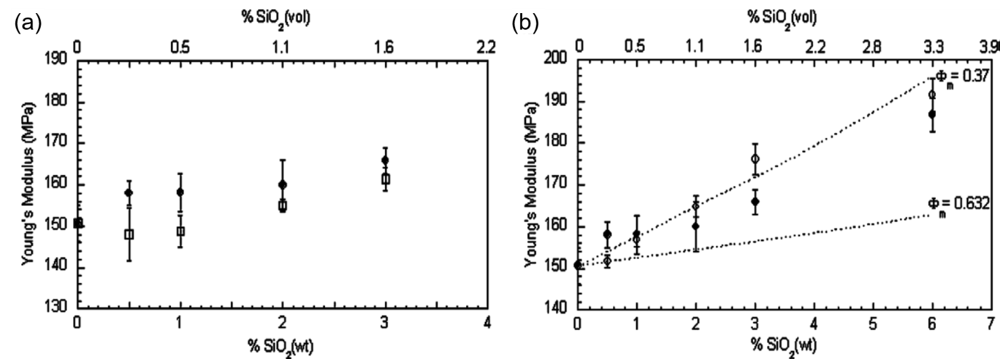 (a)
% SiO₂(vol)
0 0.5 1.1 1.6 2.2
190
180
170
160
150
140
130
Young's Modulus (MPa)
0 1 2 3 4
% SiO₂(wt)
(b)
% SiO₂(vol)
0 0.5 1.1 1.6 2.2 2.8 3.3 3.9
200
190
180
170
160
150
140
Young's Modulus (MPa)
Φm = 0.37
Φm = 0.632
0 1 2 3 4 5 6 7
% SiO₂(wt)